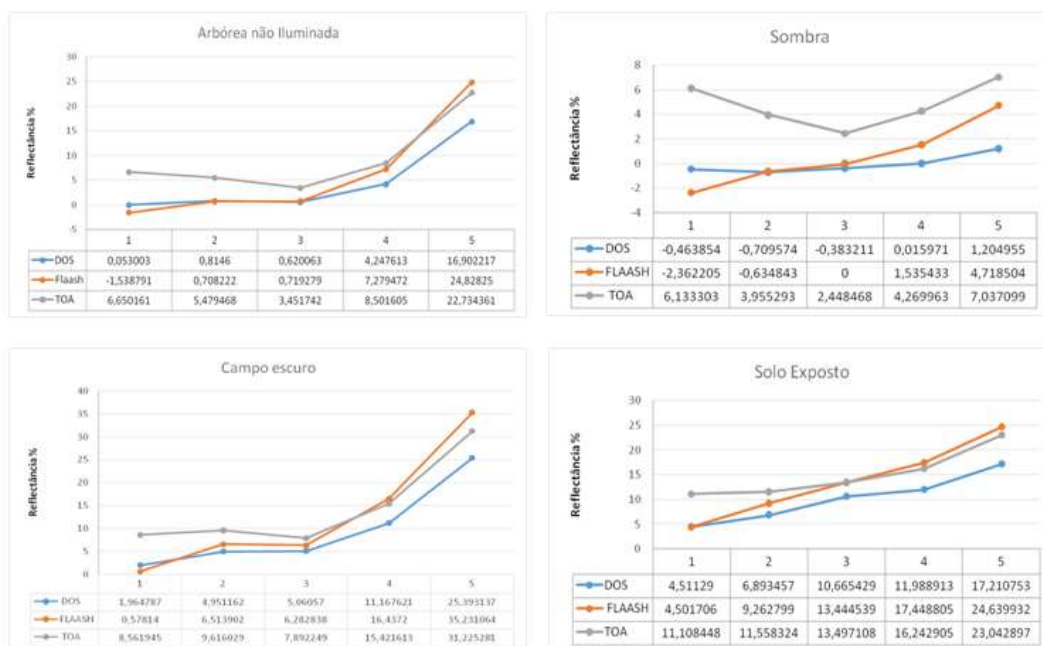 Arbórea não Iluminada
Reflectância %
30
25
20
15
10
5
0
-5
1 2 3 4 5
DOS 0,053003 0,8146 0,620063 4,247613 16,902217
Flaash -1,538791 0,708222 0,719279 7,279472 24,82825
TOA 6,650161 5,479468 3,451742 8,501605 22,734361
Sombra
Reflectância %
8
6
4
2
0
-2
-4
1 2 3 4 5
DOS -0,463854 -0,709574 -0,383211 0,015971 1,204955
FLAASH -2,362205 -0,634843 0 1,535433 4,718504
TOA 6,133303 3,955293 2,448468 4,269963 7,037099
Campo escuro
Reflectância %
40
35
30
25
20
15
10
5
0
1 2 3 4 5
DOS 1,964787 4,951162 5,06057 11,167621 25,393137
FLAASH 0,57814 6,513902 6,282838 16,4372 35,231064
TOA 8,561945 9,616029 7,892249 15,421613 31,225281
Solo Exposto
Reflectância %
30
25
20
15
10
5
0
1 2 3 4 5
DOS 4,51129 6,893457 10,665429 11,988913 17,210753
FLAASH 4,501706 9,262799 13,444539 17,448805 24,639932
TOA 11,108448 11,558324 13,497108 16,242905 23,042897